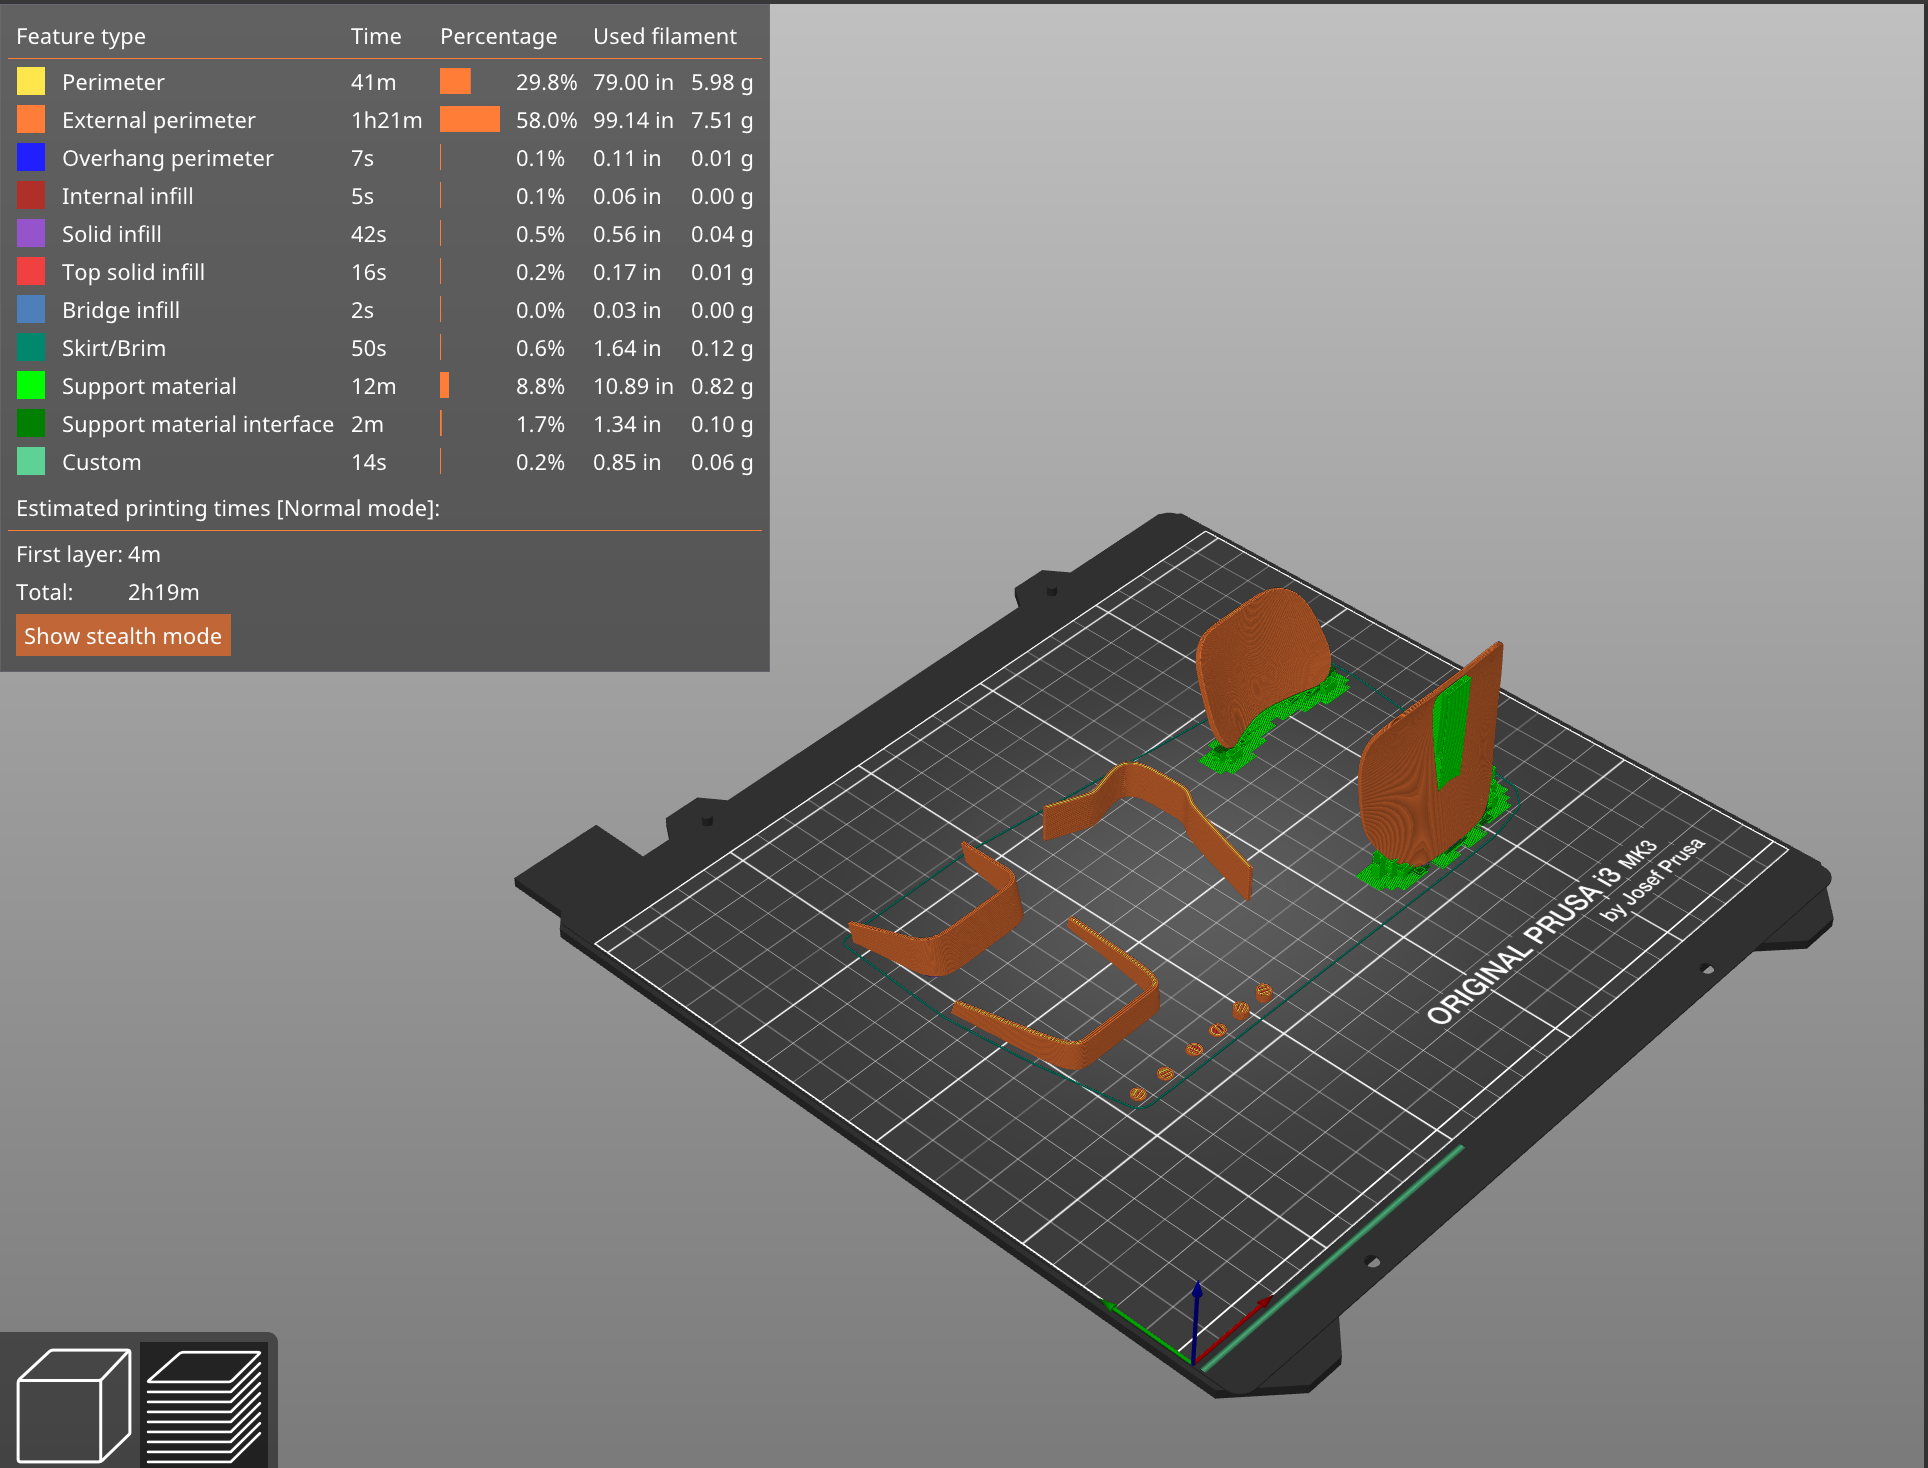 Feature type Time Percentage Used filament
Perimeter 41m 29.8% 79.00 in 5.98 g
External perimeter 1h21m 58.0% 99.14 in 7.51 g
Overhang perimeter 7s 0.1% 0.11 in 0.01 g
Internal infill 5s 0.1% 0.06 in 0.00 g
Solid infill 42s 0.5% 0.56 in 0.04 g
Top solid infill 16s 0.2% 0.17 in 0.01 g
Bridge infill 2s 0.0% 0.03 in 0.00 g
Skirt/Brim 50s 0.6% 1.64 in 0.12 g
Support material 12m 8.8% 10.89 in 0.82 g
Support material interface 2m 1.7% 1.34 in 0.10 g
Custom 14s 0.2% 0.85 in 0.06 g
Estimated printing times [Normal mode]:
First layer: 4m
Total: 2h19m
Show stealth mode
ORIGINAL PRUSA i3 MK3
by Josef Prusa